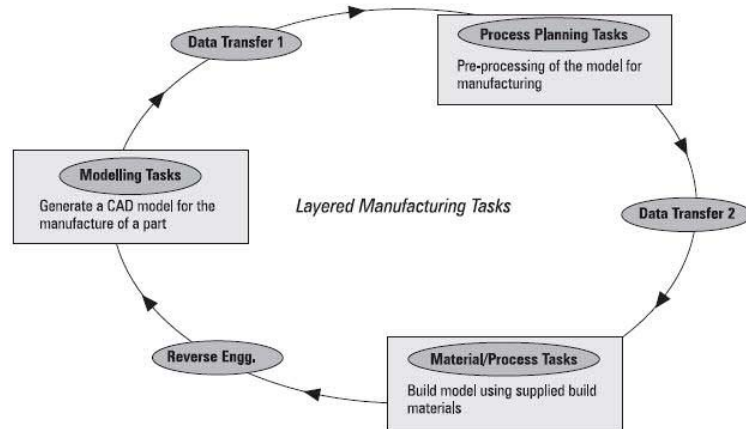 Data Transfer 1
Process Planning Tasks
Pre-processing of the model for
manufacturing
Modelling Tasks
Generate a CAD model for the
manufacture of a part
Layered Manufacturing Tasks
Data Transfer 2
Reverse Engg.
Material/Process Tasks
Build model using supplied build
materials